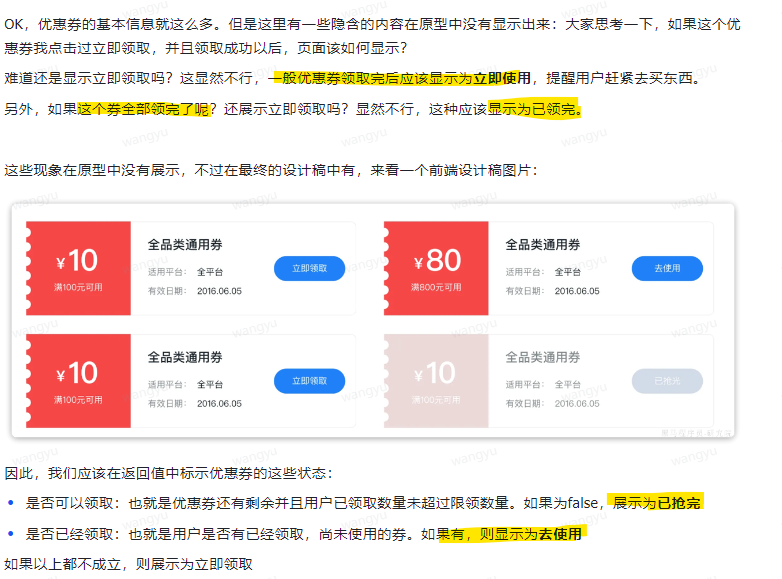 OK，优惠券的基本信息就这么多。但是这里有一些隐含的内容在原型中没有显示出来：大家思考一下，如果这个优
惠券我点击过立即领取，并且领取成功以后，页面该如何显示？
难道还是显示立即领取吗？这显然不行，一般优惠券领取完后应该显示为立即使用，提醒用户赶紧去买东西。
另外，如果这个券全部领完了呢？还展示立即领取吗？显然不行，这种应该显示为已领完。
这些现象在原型中没有展示，不过在最终的设计稿中有，来看一个前端设计稿图片：
¥10
满100元可用
全品类通用券
适用平台： 全平台
有效日期： 2016.06.05
立即领取
¥80
满800元可用
全品类通用券
适用平台： 全平台
有效日期： 2016.06.05
去使用
¥10
满100元可用
全品类通用券
适用平台： 全平台
有效日期： 2016.06.05
立即领取
¥10
满100元可用
全品类通用券
适用平台： 全平台
有效日期： 2016.06.05
已抢光
因此，我们应该在返回值中标示优惠券的这些状态：
是否可以领取：也就是优惠券还有剩余并且用户已领取数量未超过限领数量。如果为false，展示为已抢完
是否已经领取：也就是用户是否有已经领取，尚未使用的券。如果有，则显示为去使用
如果以上都不成立，则展示为立即领取
wangyu